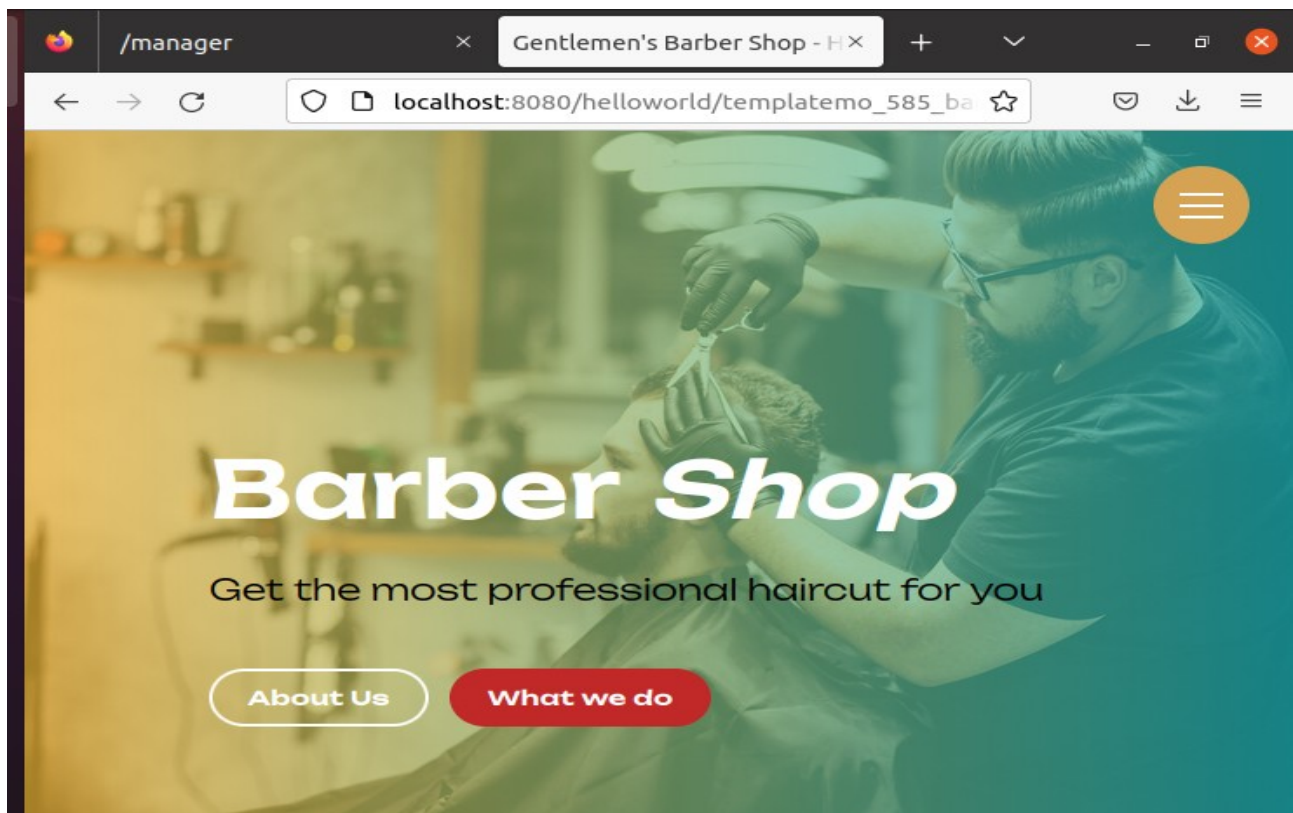 /manager
Gentlemen's Barber Shop - H
localhost:8080/helloworld/templatemo_585_ba
Barber Shop
Get the most professional haircut for you
About Us What we do